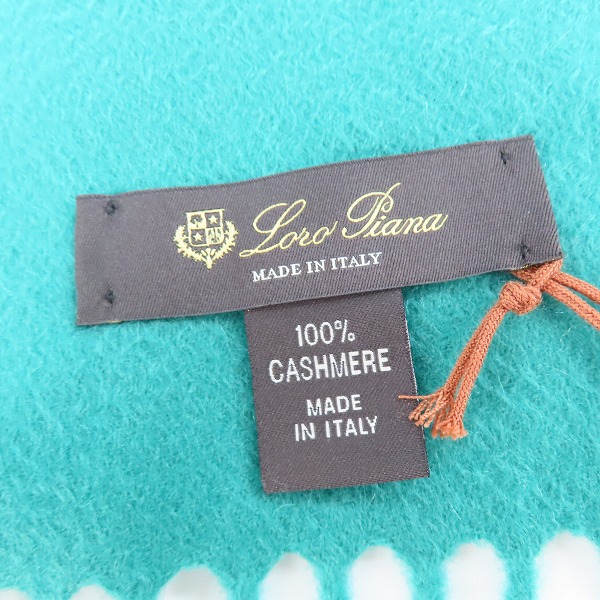 Loro Piana
MADE IN ITALY
100%
CASHMERE
MADE
IN ITALY